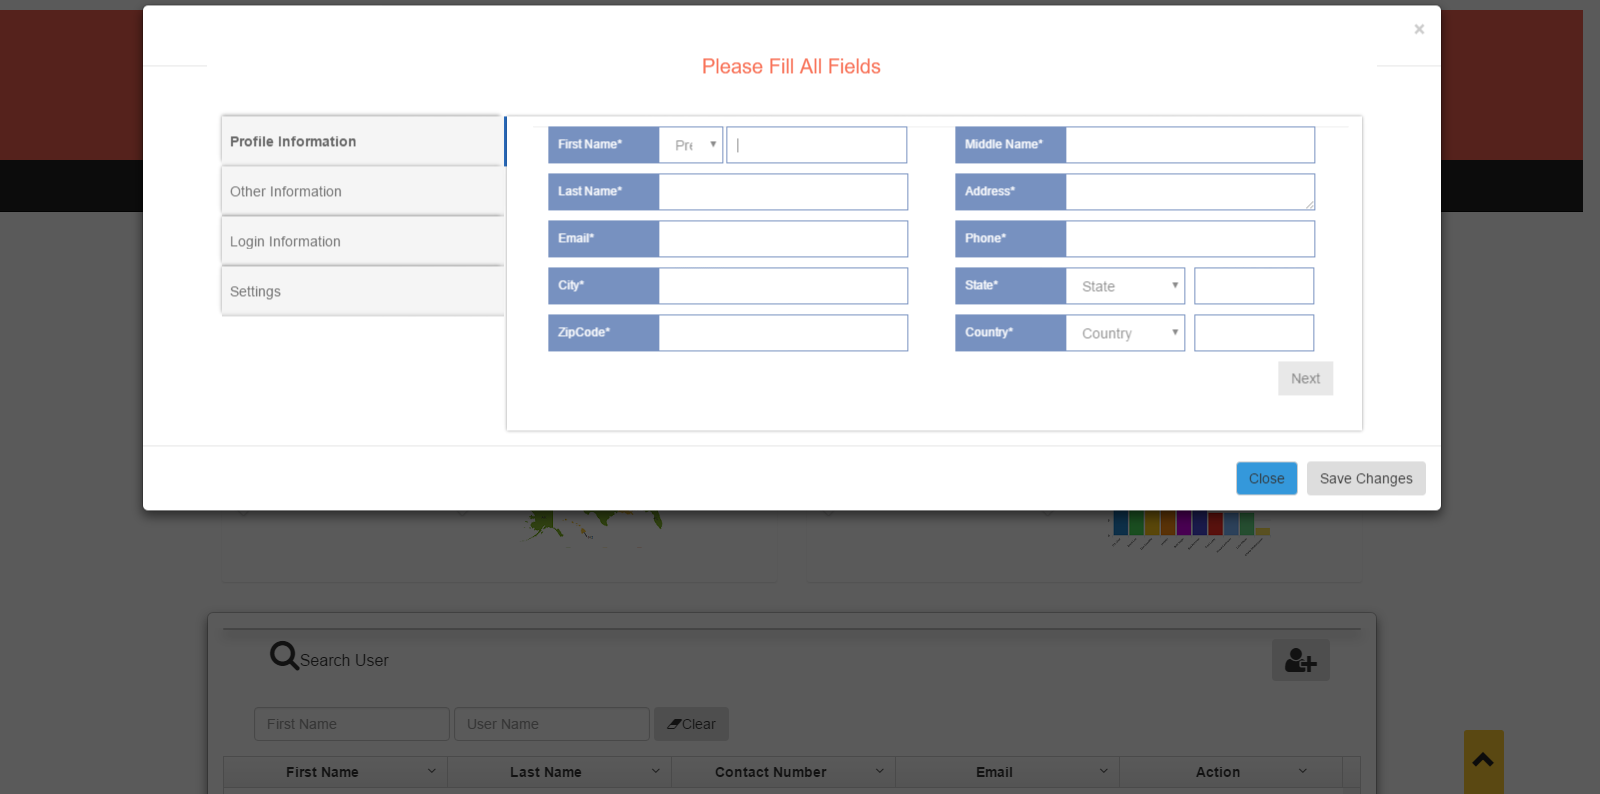 ×
Please Fill All Fields
Profile Information
Other Information
Login Information
Settings
First Name* Pre
Middle Name*
Last Name*
Address*
Email*
Phone*
City*
State* State
ZipCode*
Country* Country
Next
Close Save Changes
Search User
First Name User Name Clear
First Name Last Name Contact Number Email Action